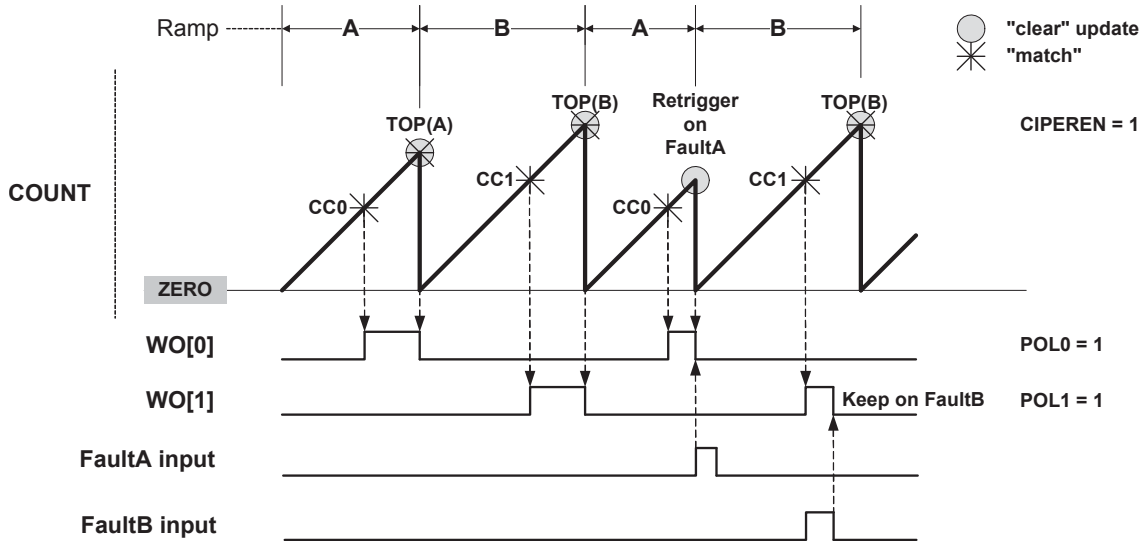 Ramp
A
B
A
B
"clear" update
"match"
TOP(A)
TOP(B)
Retrigger
on
FaultA
TOP(B)
CIPEREN = 1
COUNT
CC0
CC1
CC0
CC1
ZERO
WO[0]
POL0 = 1
WO[1]
Keep on FaultB
POL1 = 1
FaultA input
FaultB input